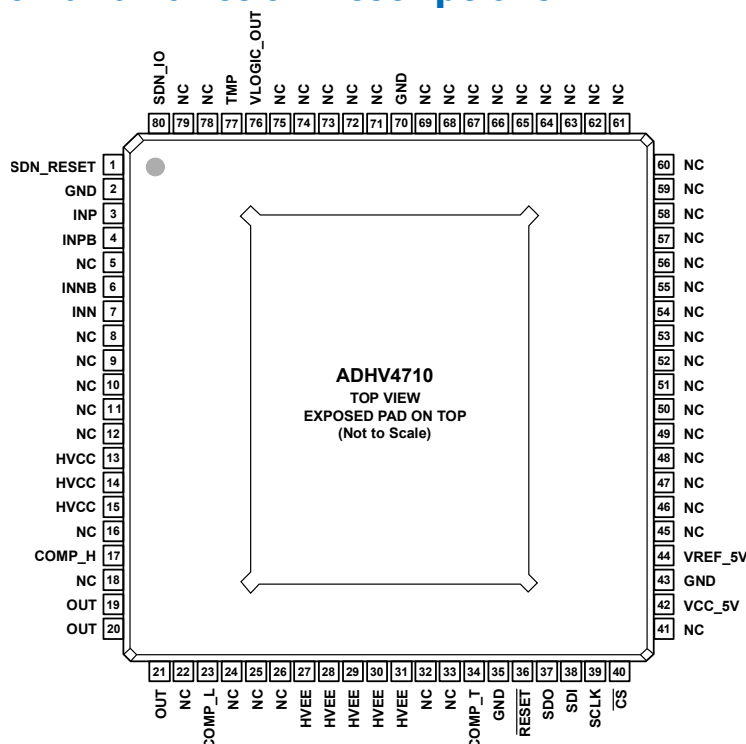 SDN_IO
NC
NC
TMP
VLOGIC_OUT
NC
NC
NC
NC
NC
GND
NC
NC
NC
NC
NC
NC
NC
NC
NC
80 79 78 77 76 75 74 73 72 71 70 69 68 67 66 65 64 63 62 61
SDN_RESET 1
GND 2
INP 3
INPB 4
NC 5
INNB 6
INN 7
NC 8
NC 9
NC 10
NC 11
NC 12
HVCC 13
HVCC 14
HVCC 15
NC 16
COMP_H 17
NC 18
OUT 19
OUT 20
ADHV4710
TOP VIEW
EXPOSED PAD ON TOP
(Not to Scale)
60 NC
59 NC
58 NC
57 NC
56 NC
55 NC
54 NC
53 NC
52 NC
51 NC
50 NC
49 NC
48 NC
47 NC
46 NC
45 NC
44 VREF_5V
43 GND
42 VCC_5V
41 NC
21 22 23 24 25 26 27 28 29 30 31 32 33 34 35 36 37 38 39 40
OUT
NC
COMP_L
NC
NC
NC
HVEE
HVEE
HVEE
HVEE
HVEE
NC
NC
COMP_T
GND
RESET
SDO
SDI
SCLK
CS